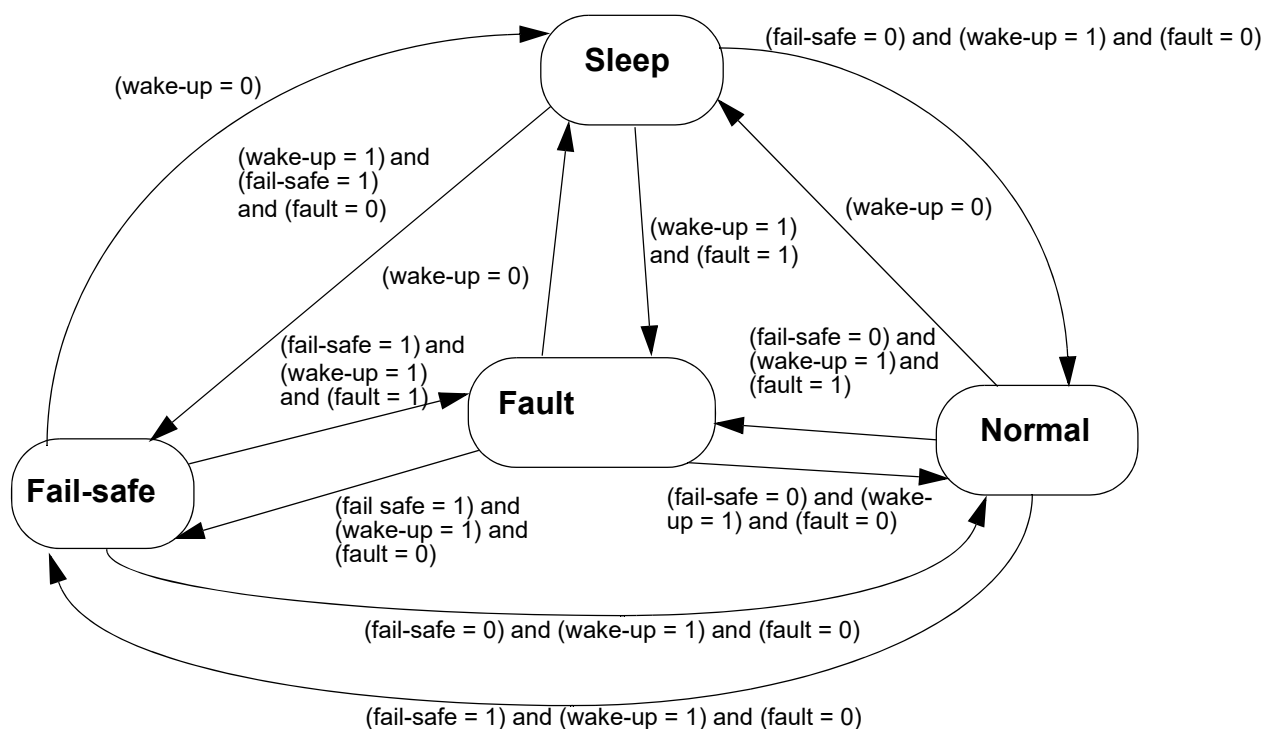 Sleep
(fail-safe = 0) and (wake-up = 1) and (fault = 0)
(wake-up = 0)
(wake-up = 1) and
(fail-safe = 1)
and (fault = 0)
(wake-up = 0)
(wake-up = 1)
and (fault = 1)
(wake-up = 0)
(fail-safe = 1) and
(wake-up = 1)
and (fault = 1)
(fail-safe = 0) and
(wake-up = 1) and
(fault = 1)
Fault
Normal
Fail-safe
(fail safe = 1) and
(wake-up = 1) and
(fault = 0)
(fail-safe = 0) and (wake-
up = 1) and (fault = 0)
(fail-safe = 0) and (wake-up = 1) and (fault = 0)
(fail-safe = 1) and (wake-up = 1) and (fault = 0)